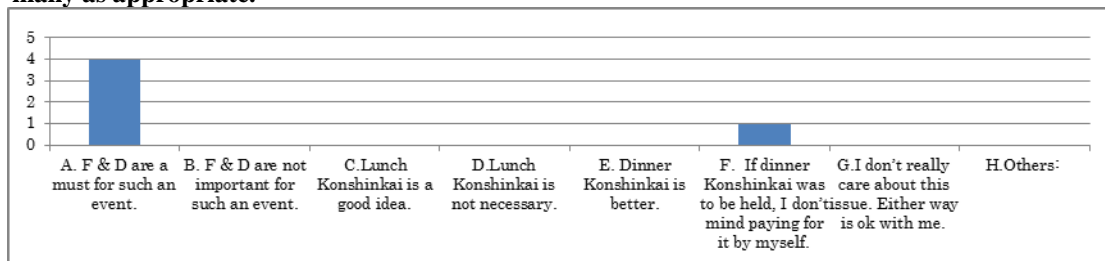 many as appropriate.
5
4
3
2
1
0
A. F & D are a must for such an event.
B. F & D are not important for such an event.
C.Lunch Konshinkai is a good idea.
D.Lunch Konshinkai is not necessary.
E. Dinner Konshinkai is better.
F. If dinner Konshinkai was to be held, I don't mind paying for it by myself.
G.I don't really care about this issue. Either way is ok with me.
H.Others: